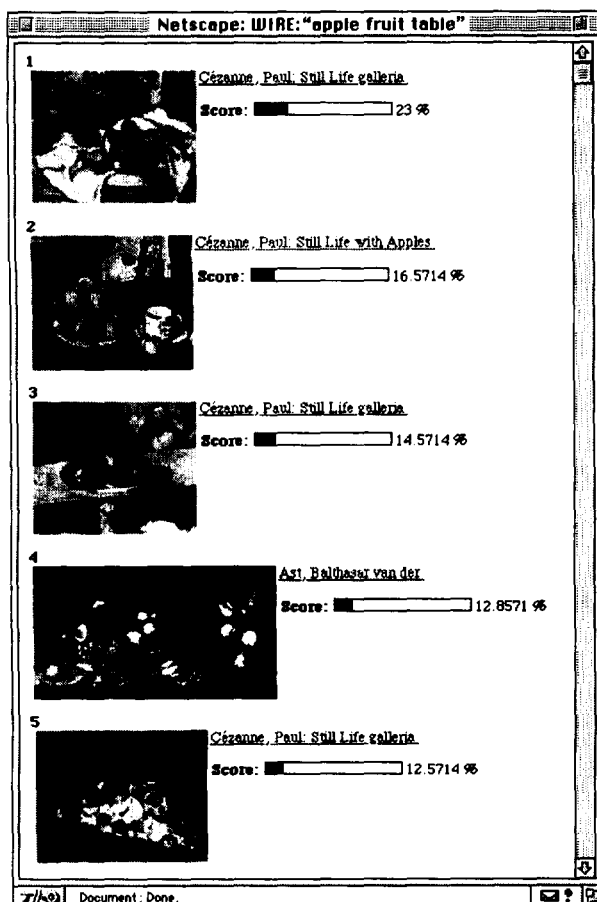 Netscape: WIRE:“apple fruit table”
1
Cézanne, Paul: Still Life galleria
Score: 23 %
2
Cézanne, Paul: Still Life with Apples
Score: 16.5714 %
3
Cézanne, Paul: Still Life galleria
Score: 14.5714 %
4
Ast, Balthasar van der
Score: 12.8571 %
5
Cézanne, Paul: Still Life galleria
Score: 12.5714 %
Document: Done.